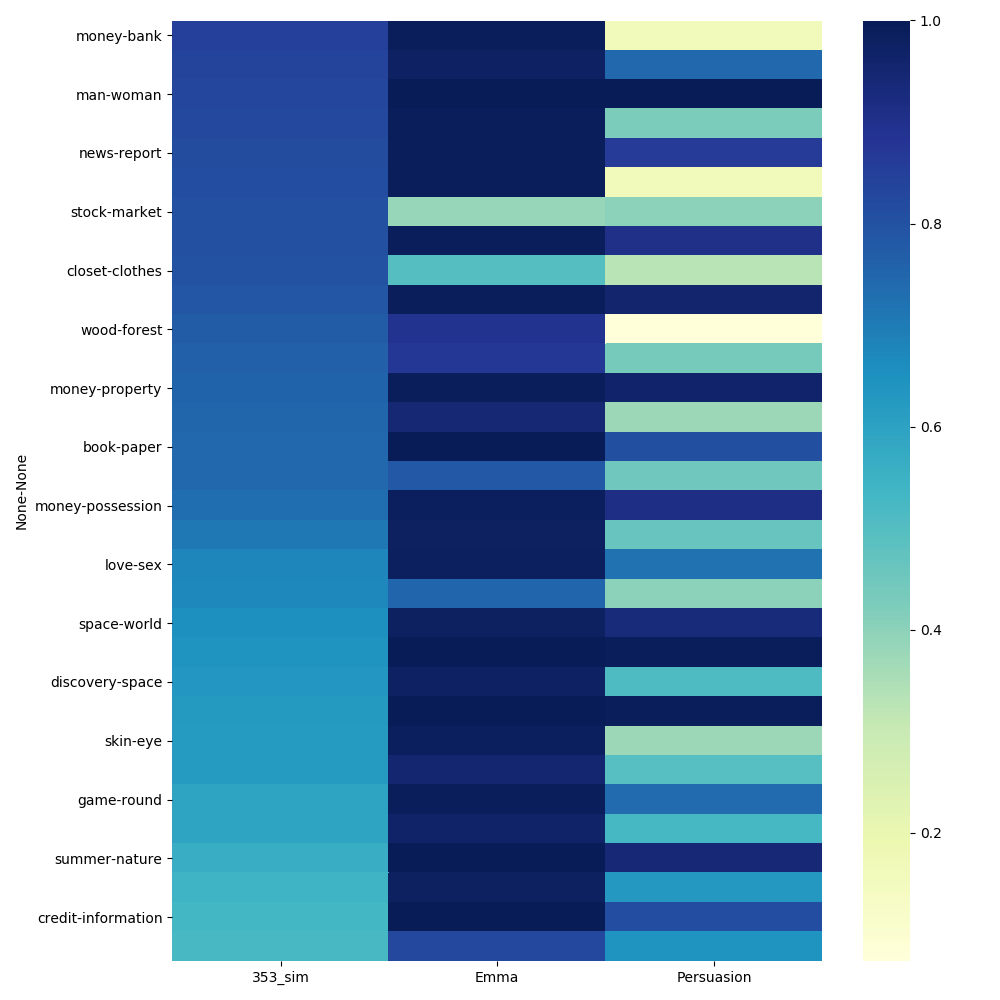 money-bank
man-woman
news-report
stock-market
closet-clothes
wood-forest
money-property
book-paper
money-possession
love-sex
space-world
discovery-space
skin-eye
game-round
summer-nature
credit-information
None-None
353_sim
Emma
Persuasion
1.0
0.8
0.6
0.4
0.2